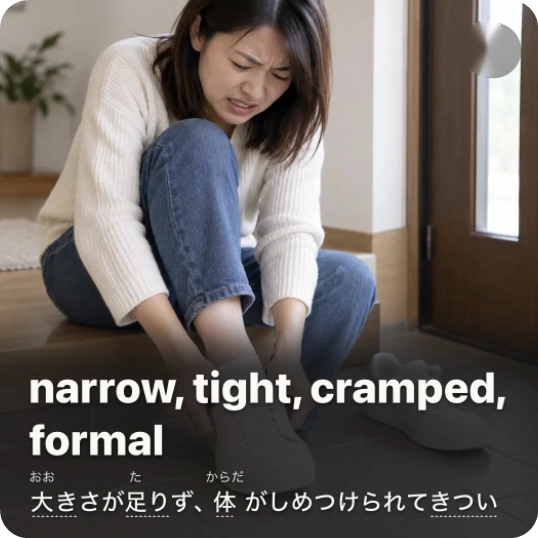 narrow, tight, cramped,
formal
おお た からだ
大きさが足りず、体 がしめつけられてきつい